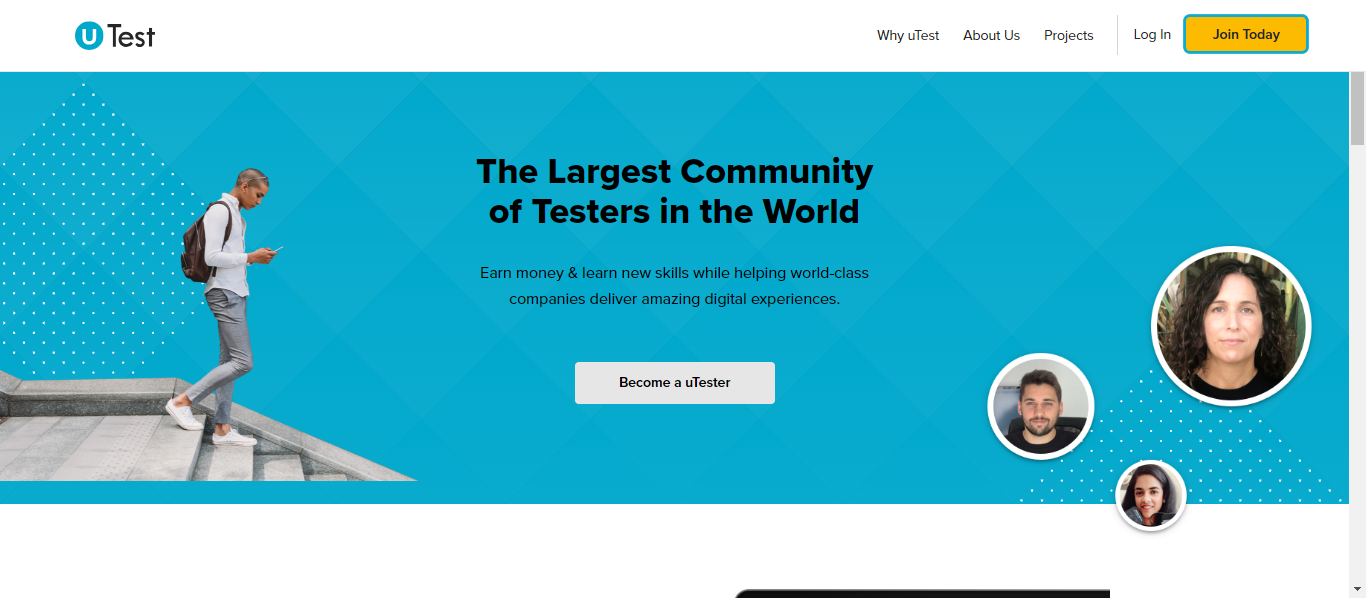 uTest
Why uTest
About Us
Projects
Log In
Join Today
The Largest Community
of Testers in the World
Earn money & learn new skills while helping world-class
companies deliver amazing digital experiences.
Become a uTester